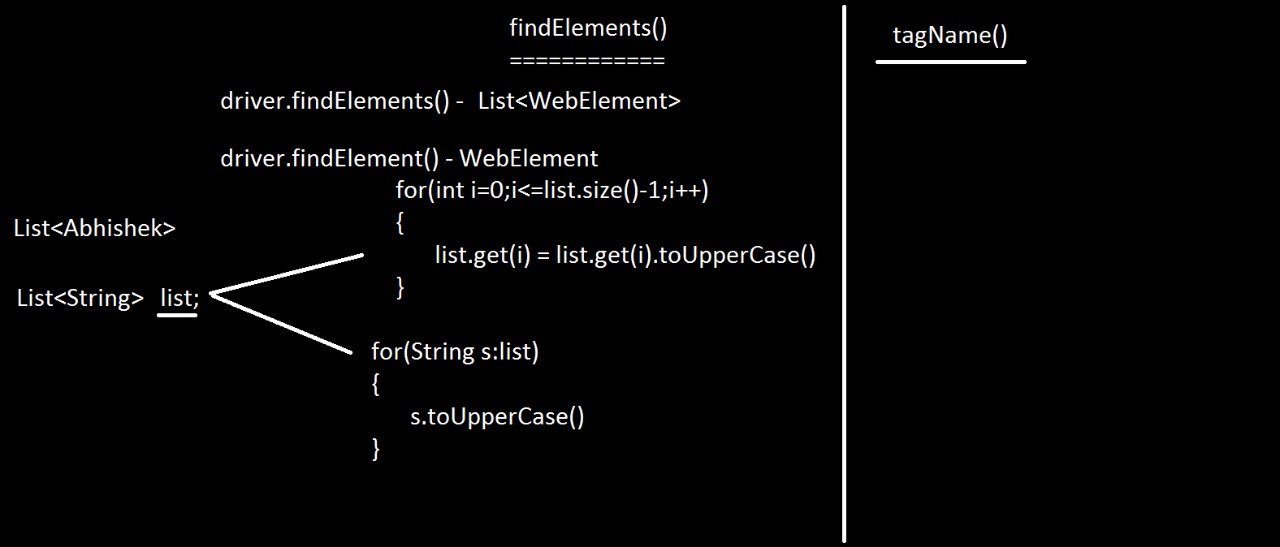 findElements()
============
driver.findElements() - List<WebElement>
driver.findElement() - WebElement
for(int i=0;i<=list.size()-1;i++)
{
list.get(i) = list.get(i).toUpperCase()
}
List<Abhishek>
List<String> list;
for(String s:list)
{
s.toUpperCase()
}
tagName()